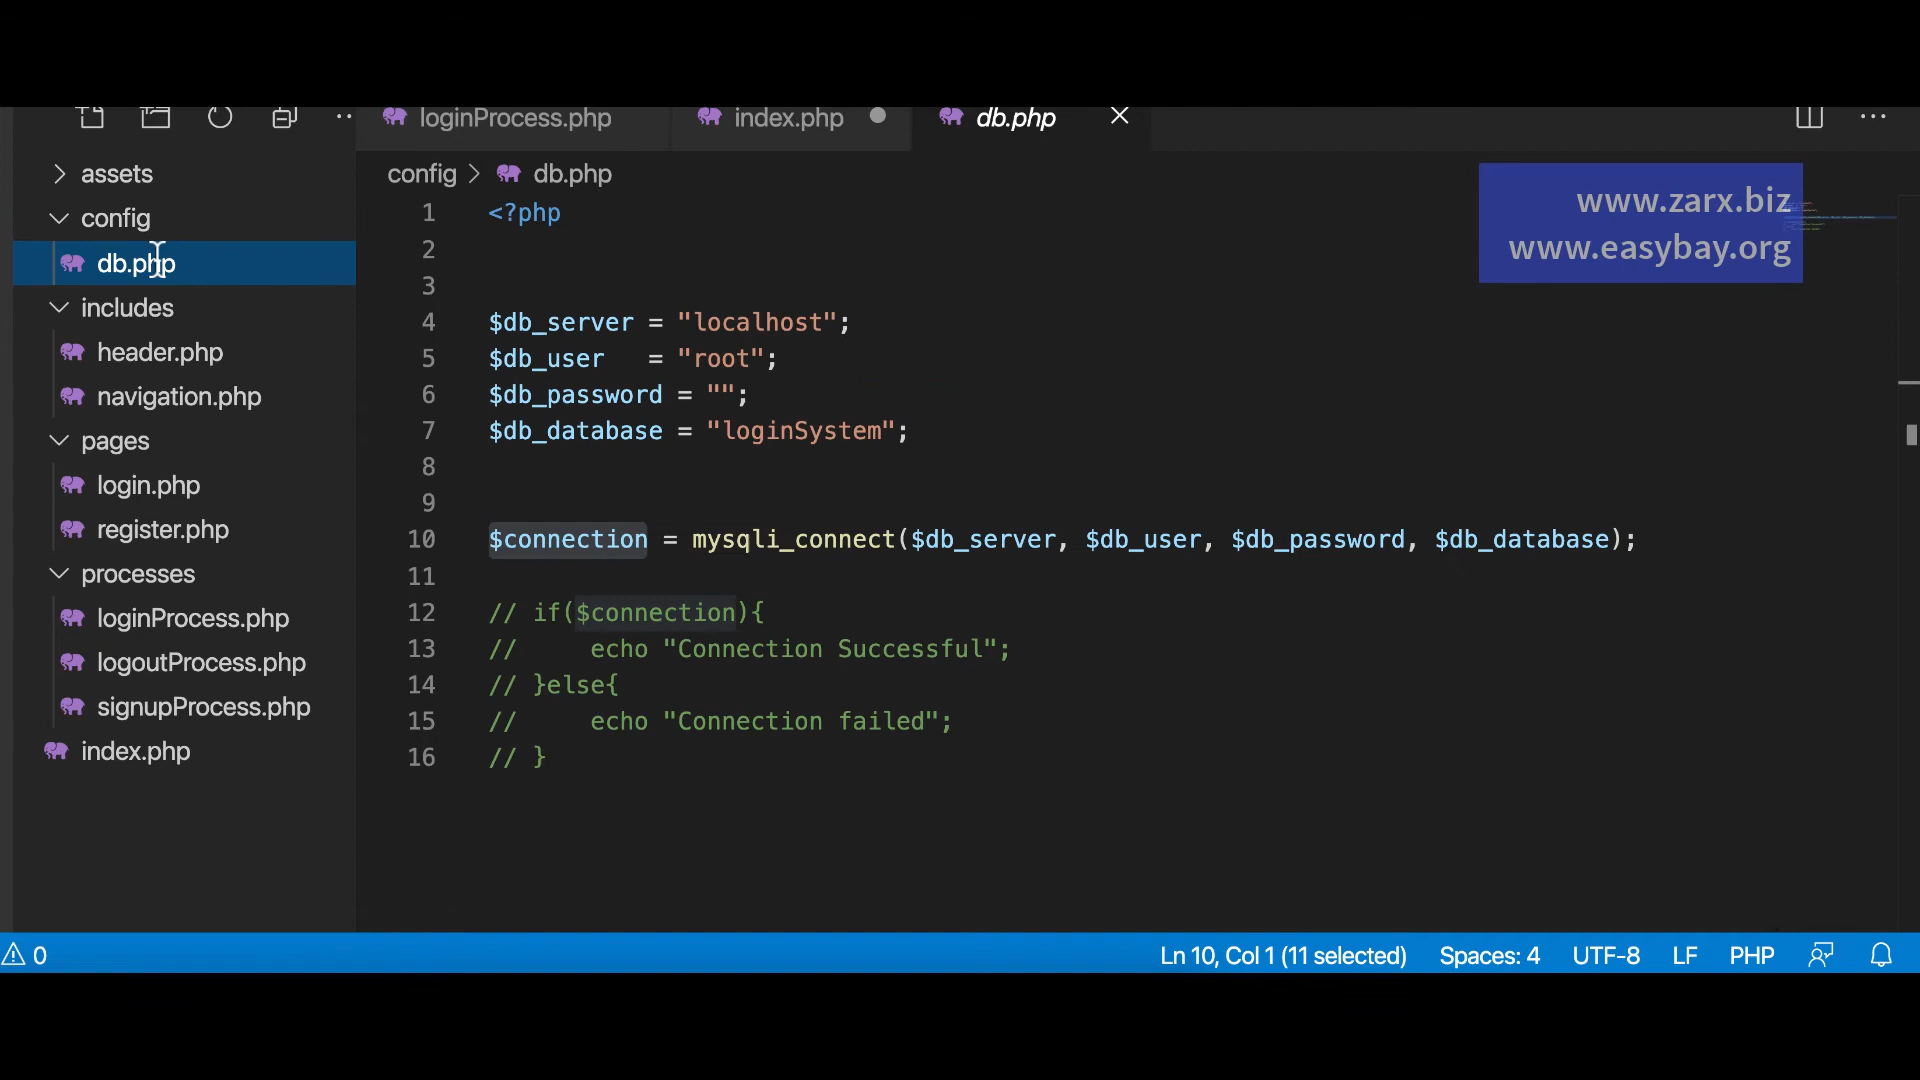 loginProcess.php
index.php
db.php
www.zarx.biz
www.easybay.org
assets
config
db.php
includes
header.php
navigation.php
pages
login.php
register.php
processes
loginProcess.php
logoutProcess.php
signupProcess.php
index.php
config > db.php
1 <?php
2
3
4 $db_server = "localhost";
5 $db_user   = "root";
6 $db_password = "";
7 $db_database = "loginSystem";
8
9
10 $connection = mysqli_connect($db_server, $db_user, $db_password, $db_database);
11
12 // if($connection){
13 //     echo "Connection Successful";
14 // }else{
15 //     echo "Connection failed";
16 // }
0
Ln 10, Col 1 (11 selected)
Spaces: 4
UTF-8
LF
PHP